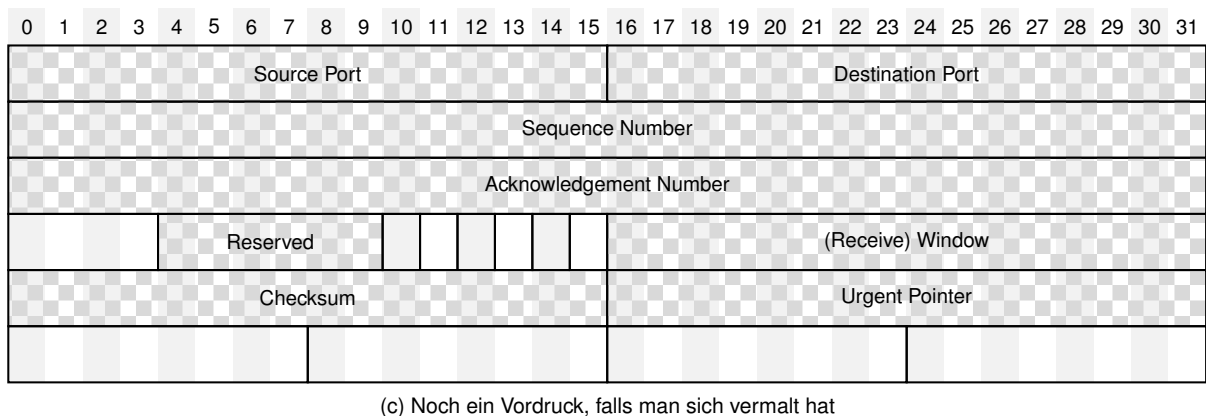 0 1 2 3 4 5 6 7 8 9 10 11 12 13 14 15 16 17 18 19 20 21 22 23 24 25 26 27 28 29 30 31
Source Port Destination Port
Sequence Number
Acknowledgement Number
Reserved (Receive) Window
Checksum Urgent Pointer
(c) Noch ein Vordruck, falls man sich vermalt hat